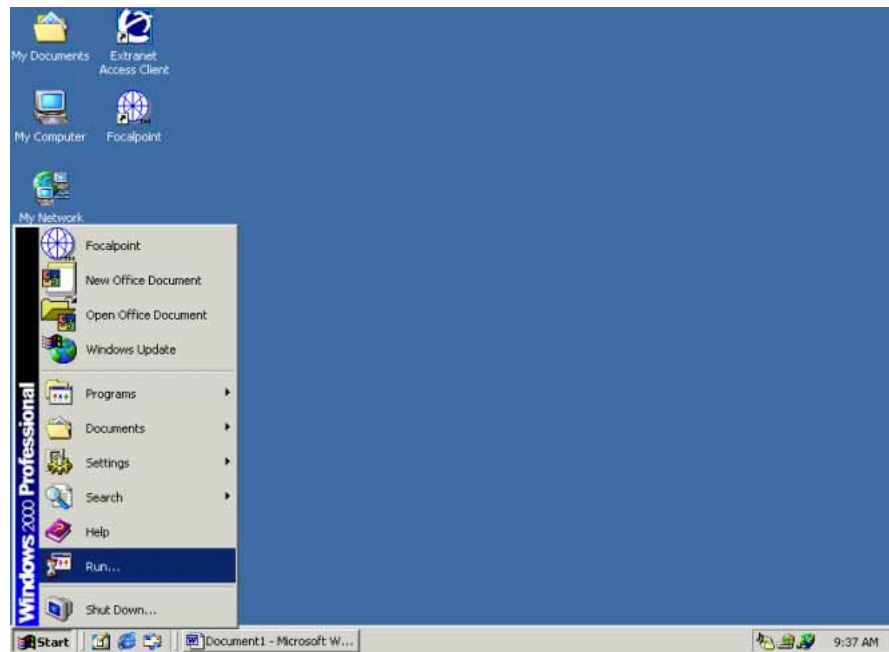 My Documents
Extranet
Access Client
My Computer
Focalpoint
My Network
Focalpoint
New Office Document
Open Office Document
Windows Update
Programs
Documents
Settings
Search
Help
Run...
Shut Down...
Windows 2000 Professional
Start
Document1 - Microsoft W...
9:37 AM